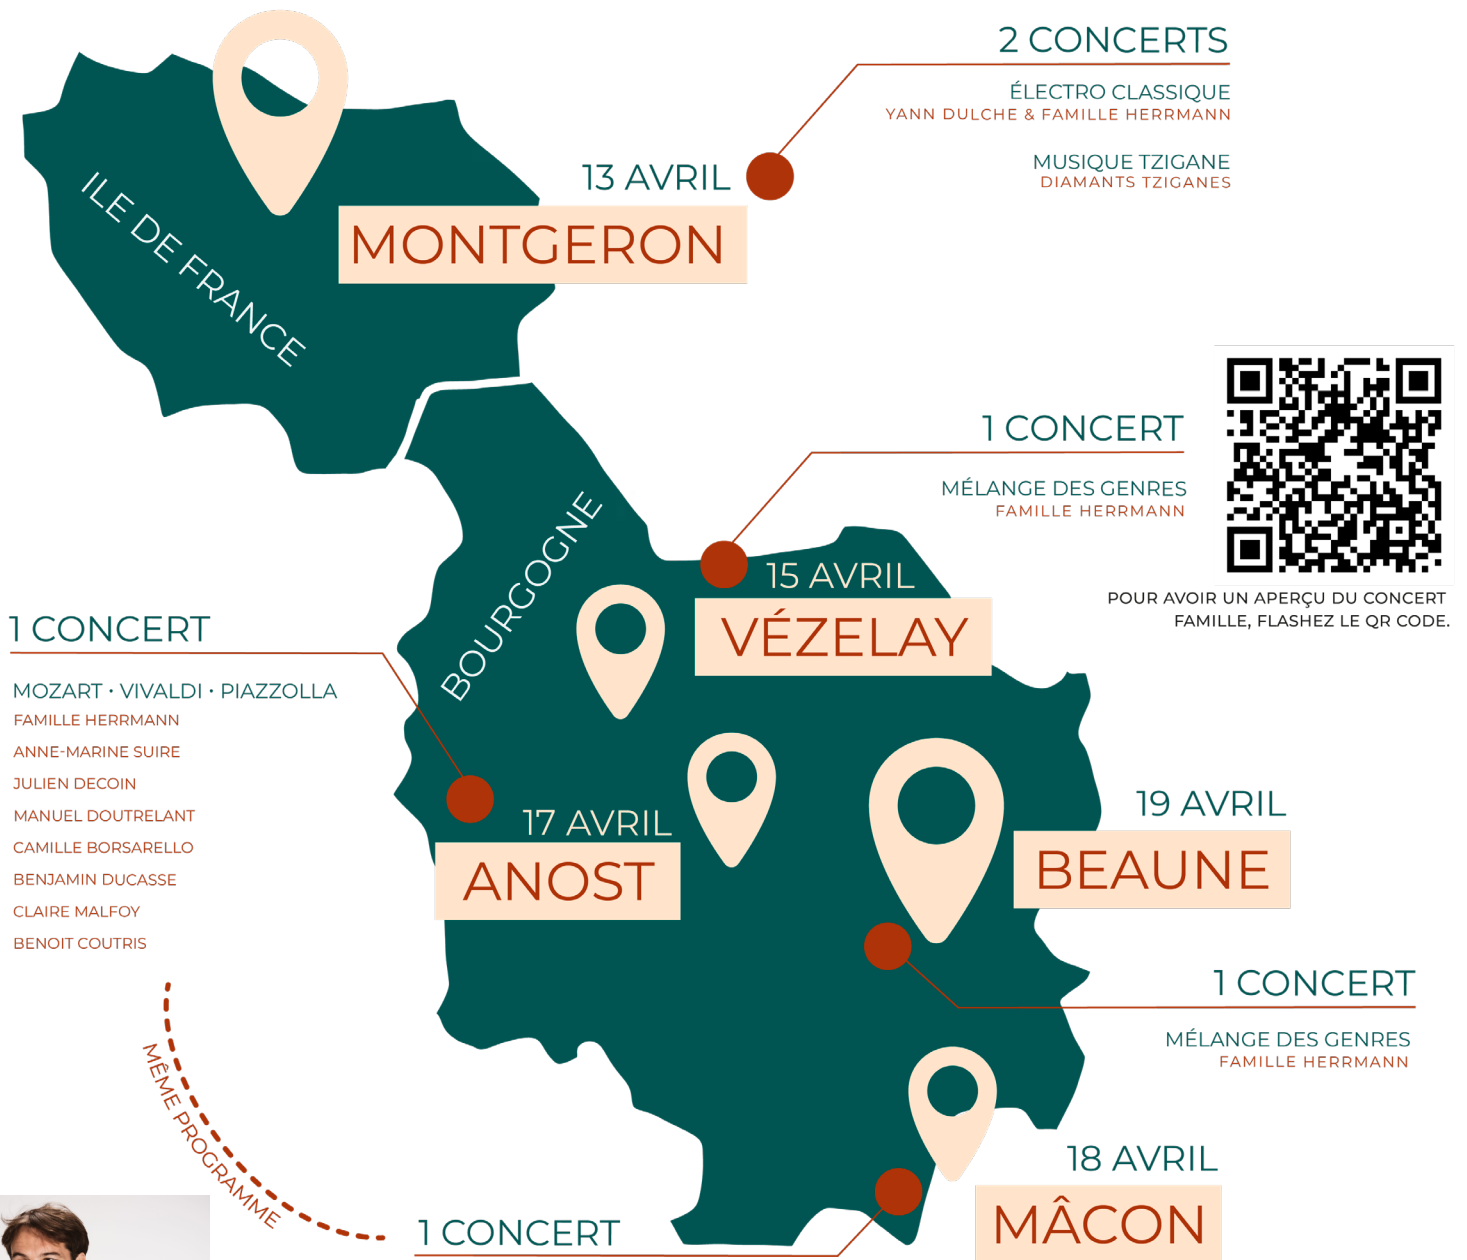 2 CONCERTS
ÉLECTRO CLASSIQUE
YANN DULCHE & FAMILLE HERRMANN
MUSIQUE TZIGANE
DIAMANTS TZIGANES
13 AVRIL
MONTGERON
ILE DE FRANCE
1 CONCERT
MÉLANGE DES GENRES
FAMILLE HERRMANN
POUR AVOIR UN APERÇU DU CONCERT
FAMILLE, FLASHEZ LE QR CODE.
15 AVRIL
VÉZELAY
BOURGOGNE
1 CONCERT
MOZART • VIVALDI • PIAZZOLLA
FAMILLE HERRMANN
ANNE-MARINE SUIRE
JULIEN DECOIN
MANUEL DOUTRELANT
CAMILLE BORSARELLO
BENJAMIN DUCASSE
CLAIRE MALFOY
BENOIT COUTRIS
17 AVRIL
ANOST
19 AVRIL
BEAUNE
1 CONCERT
MÉLANGE DES GENRES
FAMILLE HERRMANN
MÊME PROGRAMME
18 AVRIL
MÂCON
1 CONCERT